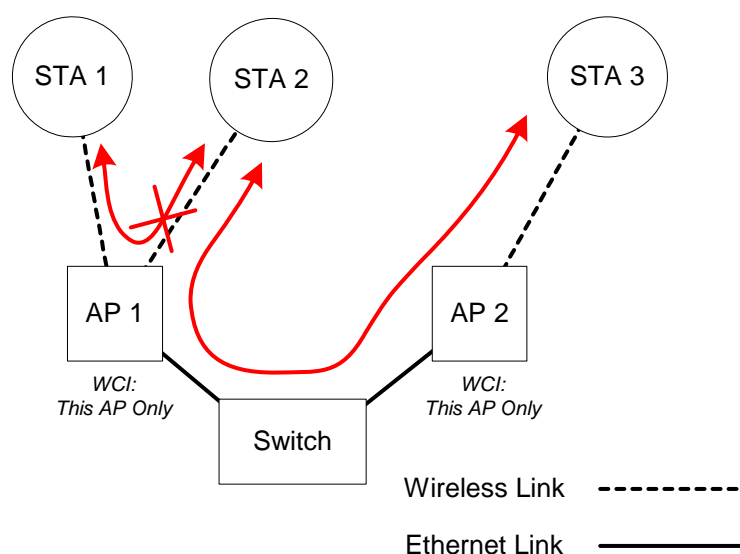 STA 1
STA 2
STA 3
AP 1
AP 2
WCI:
This AP Only
WCI:
This AP Only
Switch
Wireless Link
Ethernet Link